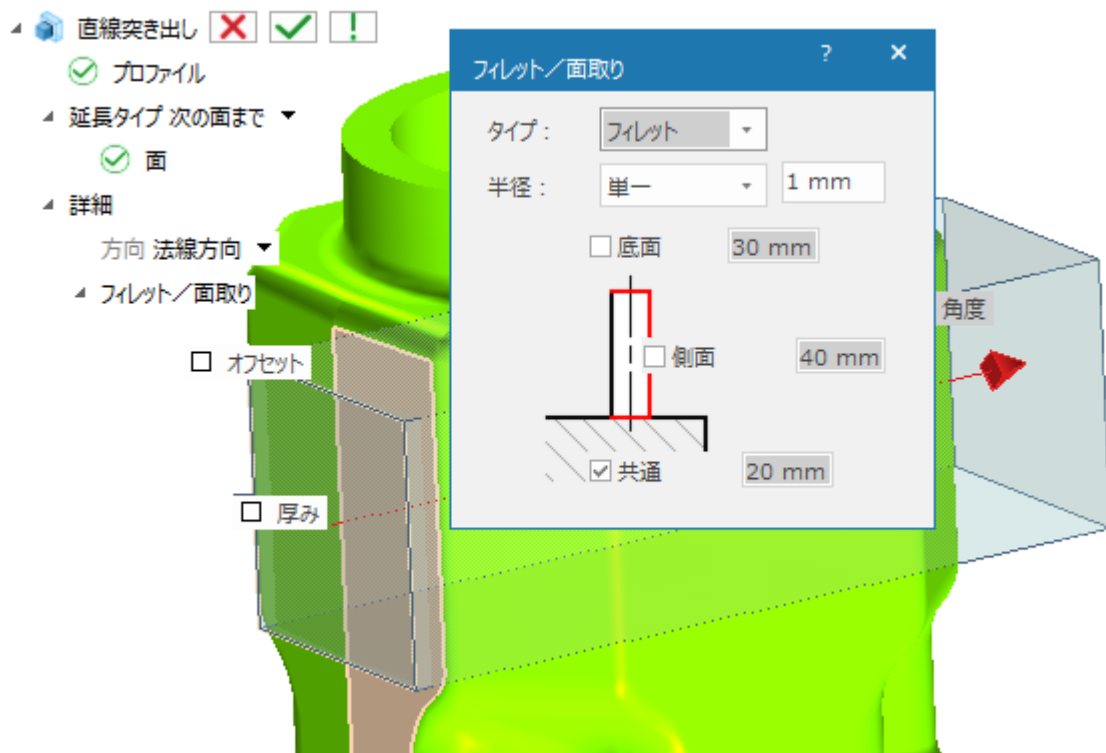 直線突き出し
プロファイル
延長タイプ 次の面まで
面
詳細
方向 法線方向
フィレット／面取り
オフセット
厚み
フィレット／面取り ?
タイプ： フィレット
半径： 単一 1 mm
底面 30 mm
側面 40 mm
共通 20 mm
角度